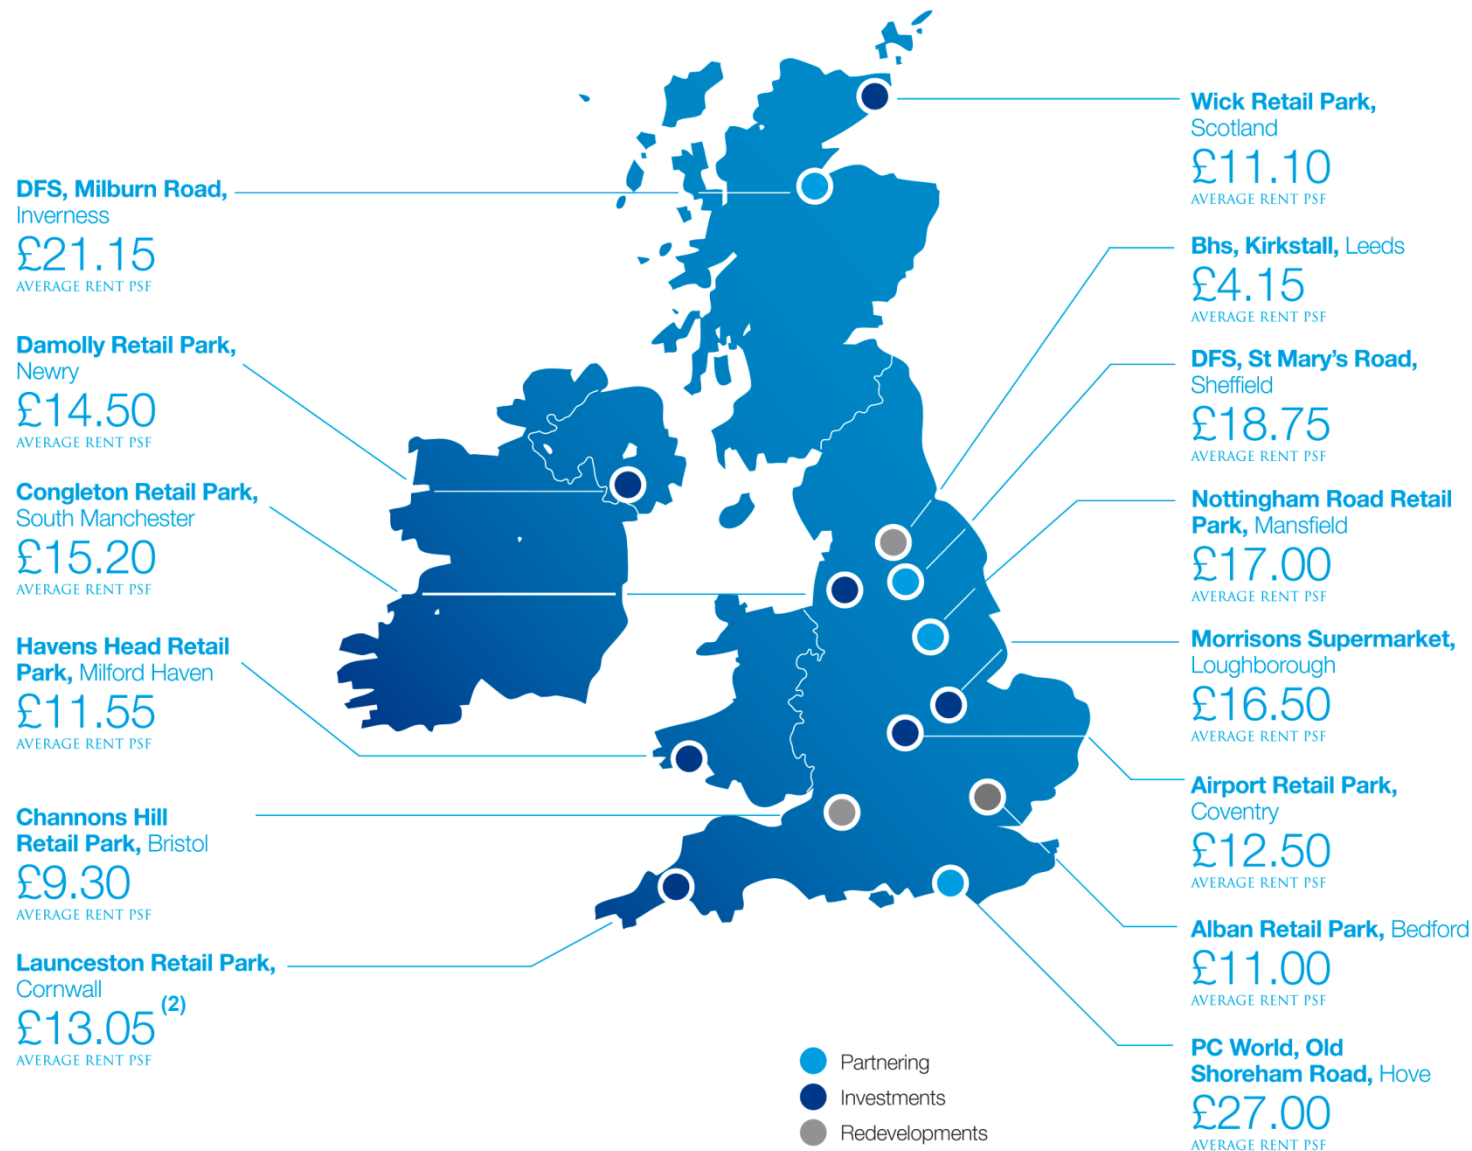 DFS, Milburn Road,
Inverness
£21.15
AVERAGE RENT PSF
Damolly Retail Park,
Newry
£14.50
AVERAGE RENT PSF
Congleton Retail Park,
South Manchester
£15.20
AVERAGE RENT PSF
Havens Head Retail
Park, Milford Haven
£11.55
AVERAGE RENT PSF
Channons Hill
Retail Park, Bristol
£9.30
AVERAGE RENT PSF
Launceston Retail Park,
Cornwall
£13.05 (2)
AVERAGE RENT PSF
Wick Retail Park,
Scotland
£11.10
AVERAGE RENT PSF
Bhs, Kirkstall, Leeds
£4.15
AVERAGE RENT PSF
DFS, St Mary's Road,
Sheffield
£18.75
AVERAGE RENT PSF
Nottingham Road Retail
Park, Mansfield
£17.00
AVERAGE RENT PSF
Morrisons Supermarket,
Loughborough
£16.50
AVERAGE RENT PSF
Airport Retail Park,
Coventry
£12.50
AVERAGE RENT PSF
Alban Retail Park, Bedford
£11.00
AVERAGE RENT PSF
PC World, Old
Shoreham Road, Hove
£27.00
AVERAGE RENT PSF
Partnering
Investments
Redevelopments